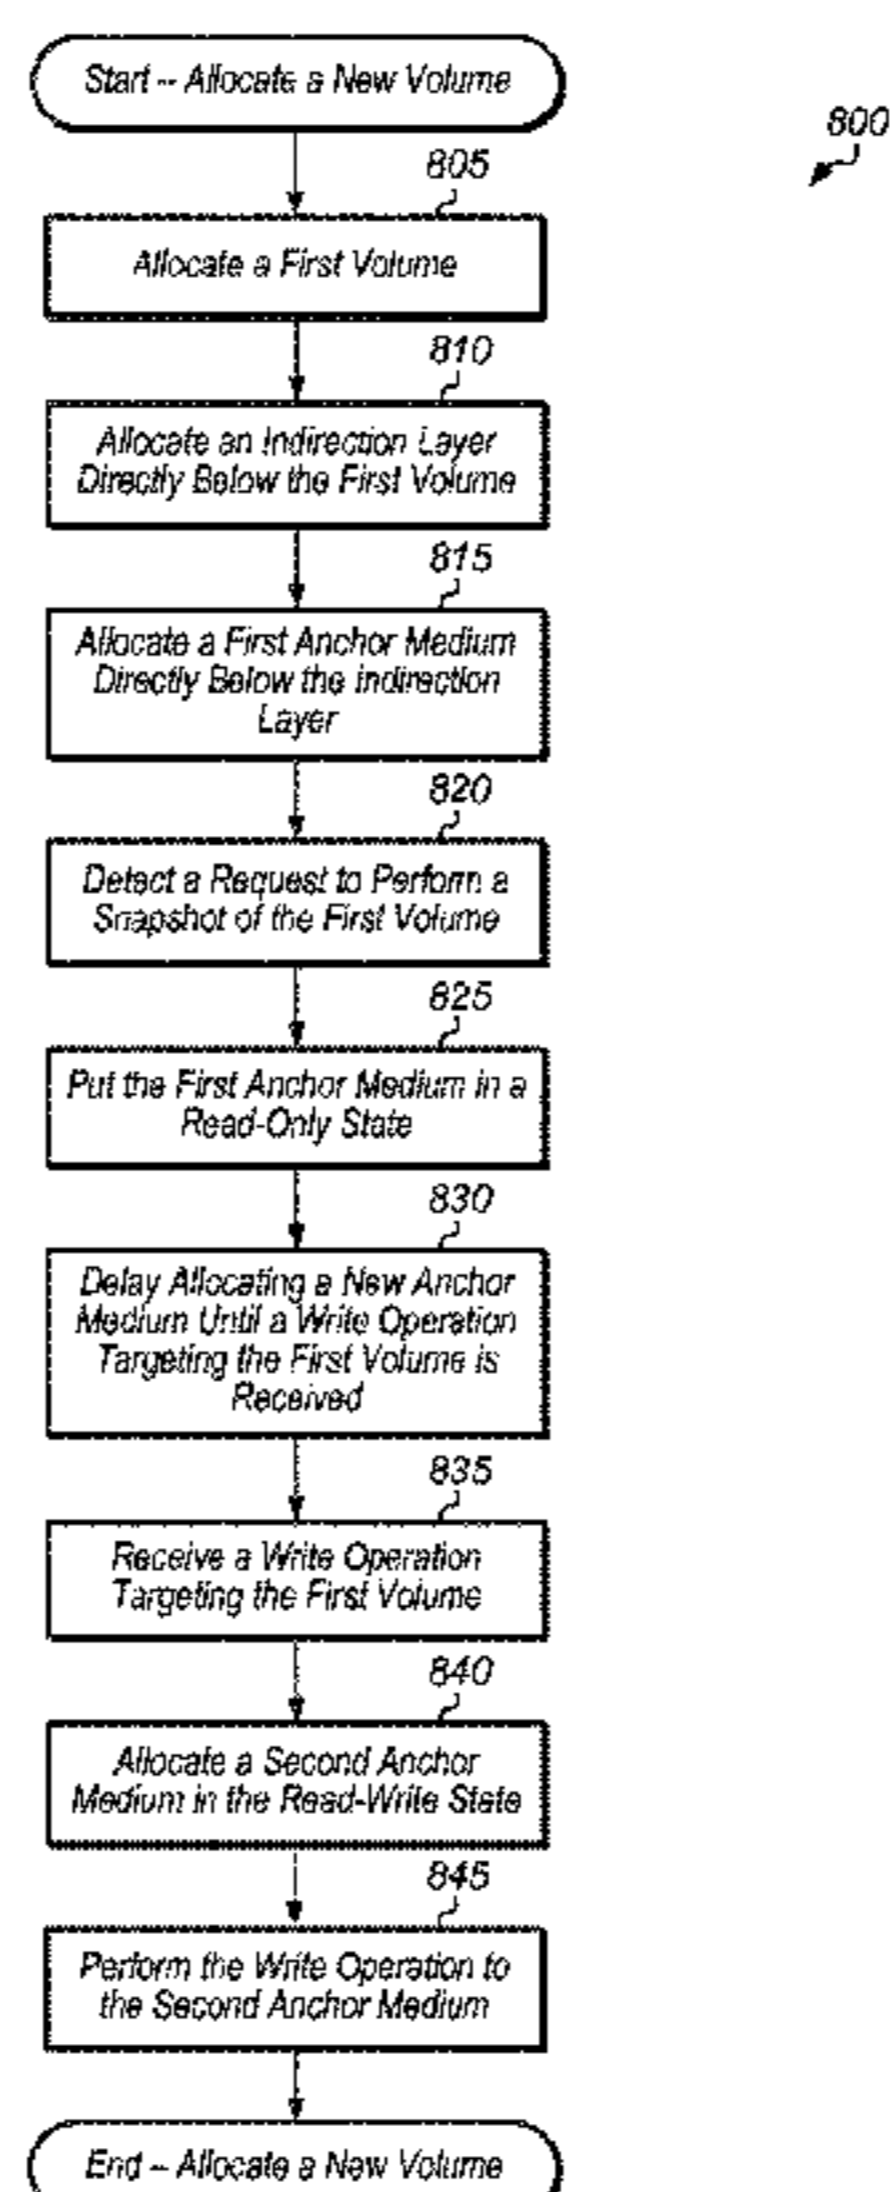 Start -- Allocate a New Volume
800
805
Allocate a First Volume
810
Allocate an Indirection Layer
Directly Below the First Volume
815
Allocate a First Anchor Medium
Directly Below the Indirection
Layer
820
Detect a Request to Perform a
Snapshot of the First Volume
825
Put the First Anchor Medium in a
Read-Only State
830
Delay Allocating a New Anchor
Medium Until a Write Operation
Targeting the First Volume is
Received
835
Receive a Write Operation
Targeting the First Volume
840
Allocate a Second Anchor
Medium in the Read-Write State
845
Perform the Write Operation to
the Second Anchor Medium
End -- Allocate a New Volume